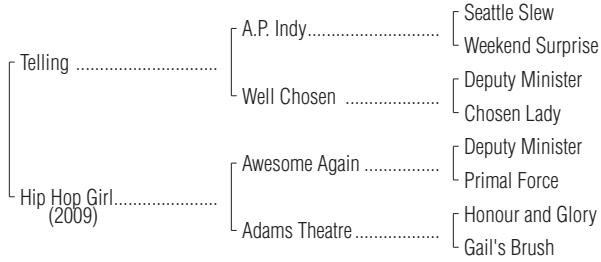 Seattle Slew
A.P. Indy..............................
Weekend Surprise
Telling ................................
Deputy Minister
Well Chosen .....................
Chosen Lady
Deputy Minister
Awesome Again .................
Primal Force
Hip Hop Girl.......................
(2009)
Honour and Glory
Adams Theatre...................
Gail's Brush